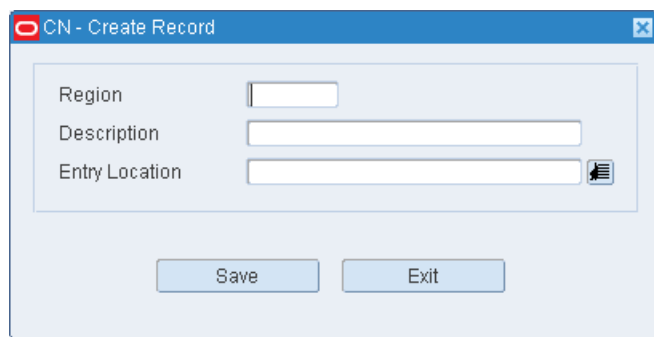 CN - Create Record
Region
Description
Entry Location
Save Exit